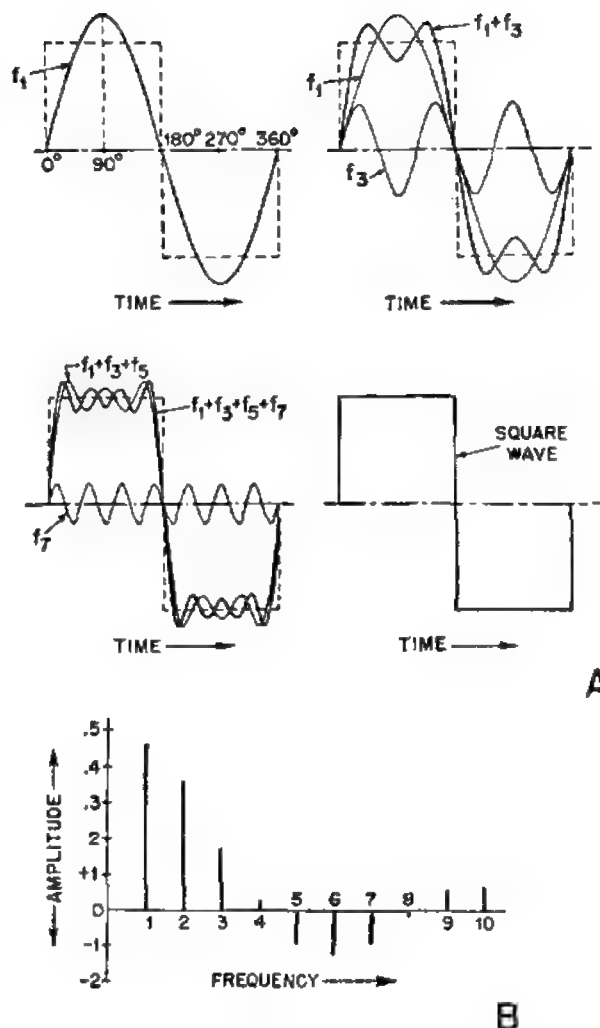 f₁
0° 90° 180° 270° 360°
TIME
f₁+f₃
f₁
f₃
TIME
f₁+f₃+f₅
f₁+f₃+f₅+f₇
f₇
TIME
SQUARE
WAVE
TIME
A
.5
.4
.3
.2
+1
0
-1
-2
AMPLITUDE
1 2 3 4 5 6 7 8 9 10
FREQUENCY
B